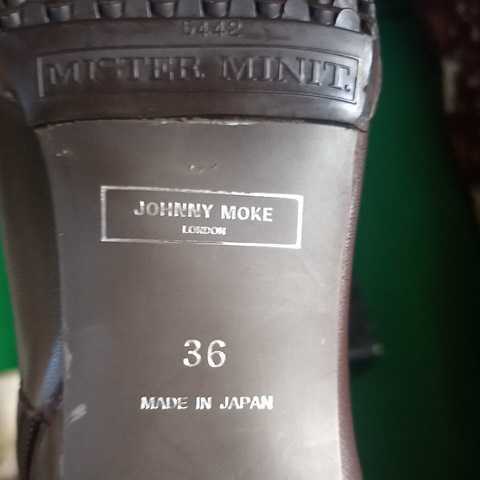 5442
MISTER MINIT.
JOHNNY MOKE
LONDON
36
MADE IN JAPAN